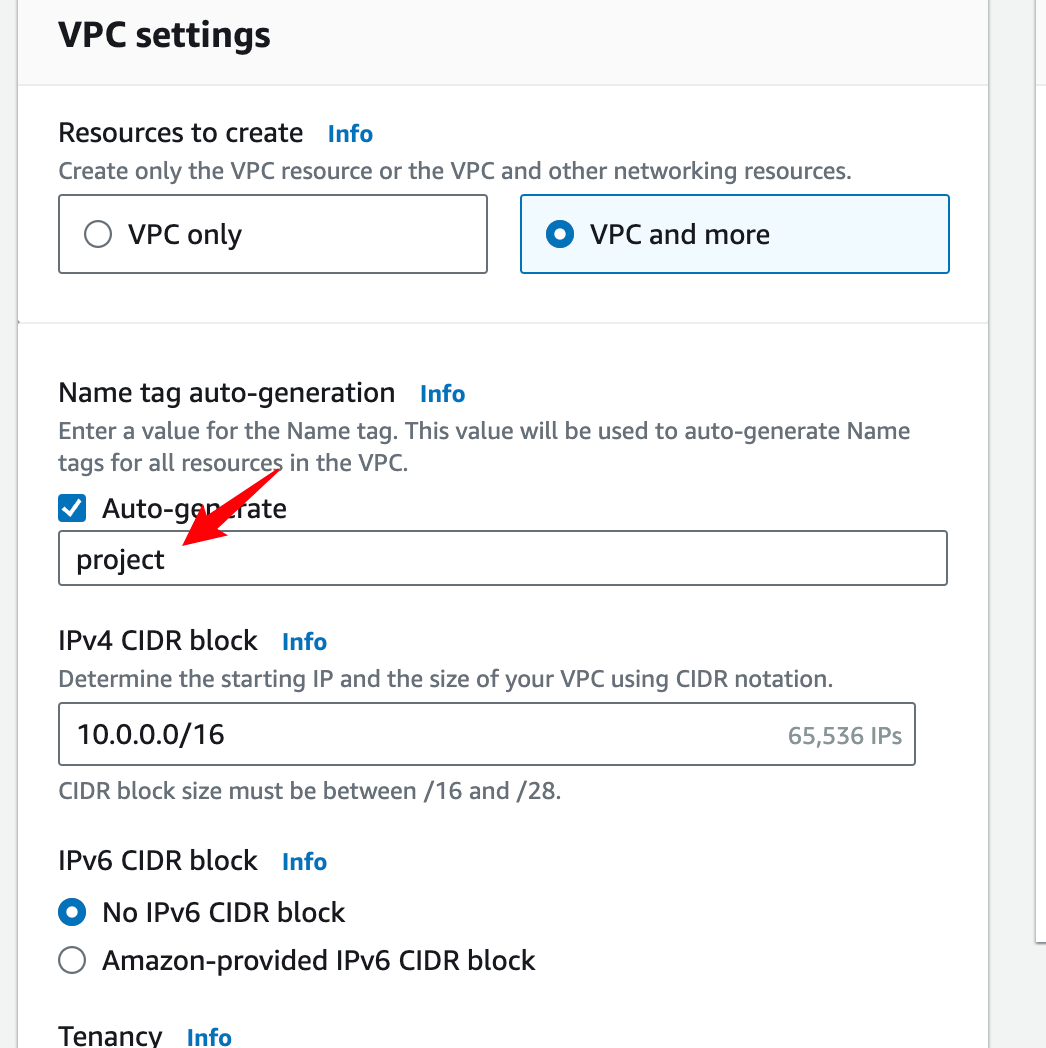 VPC settings
Resources to create Info
Create only the VPC resource or the VPC and other networking resources.
VPC only
VPC and more
Name tag auto-generation Info
Enter a value for the Name tag. This value will be used to auto-generate Name
tags for all resources in the VPC.
Auto-generate
project
IPv4 CIDR block Info
Determine the starting IP and the size of your VPC using CIDR notation.
10.0.0.0/16 65,536 IPs
CIDR block size must be between /16 and /28.
IPv6 CIDR block Info
No IPv6 CIDR block
Amazon-provided IPv6 CIDR block
Tenancy Info